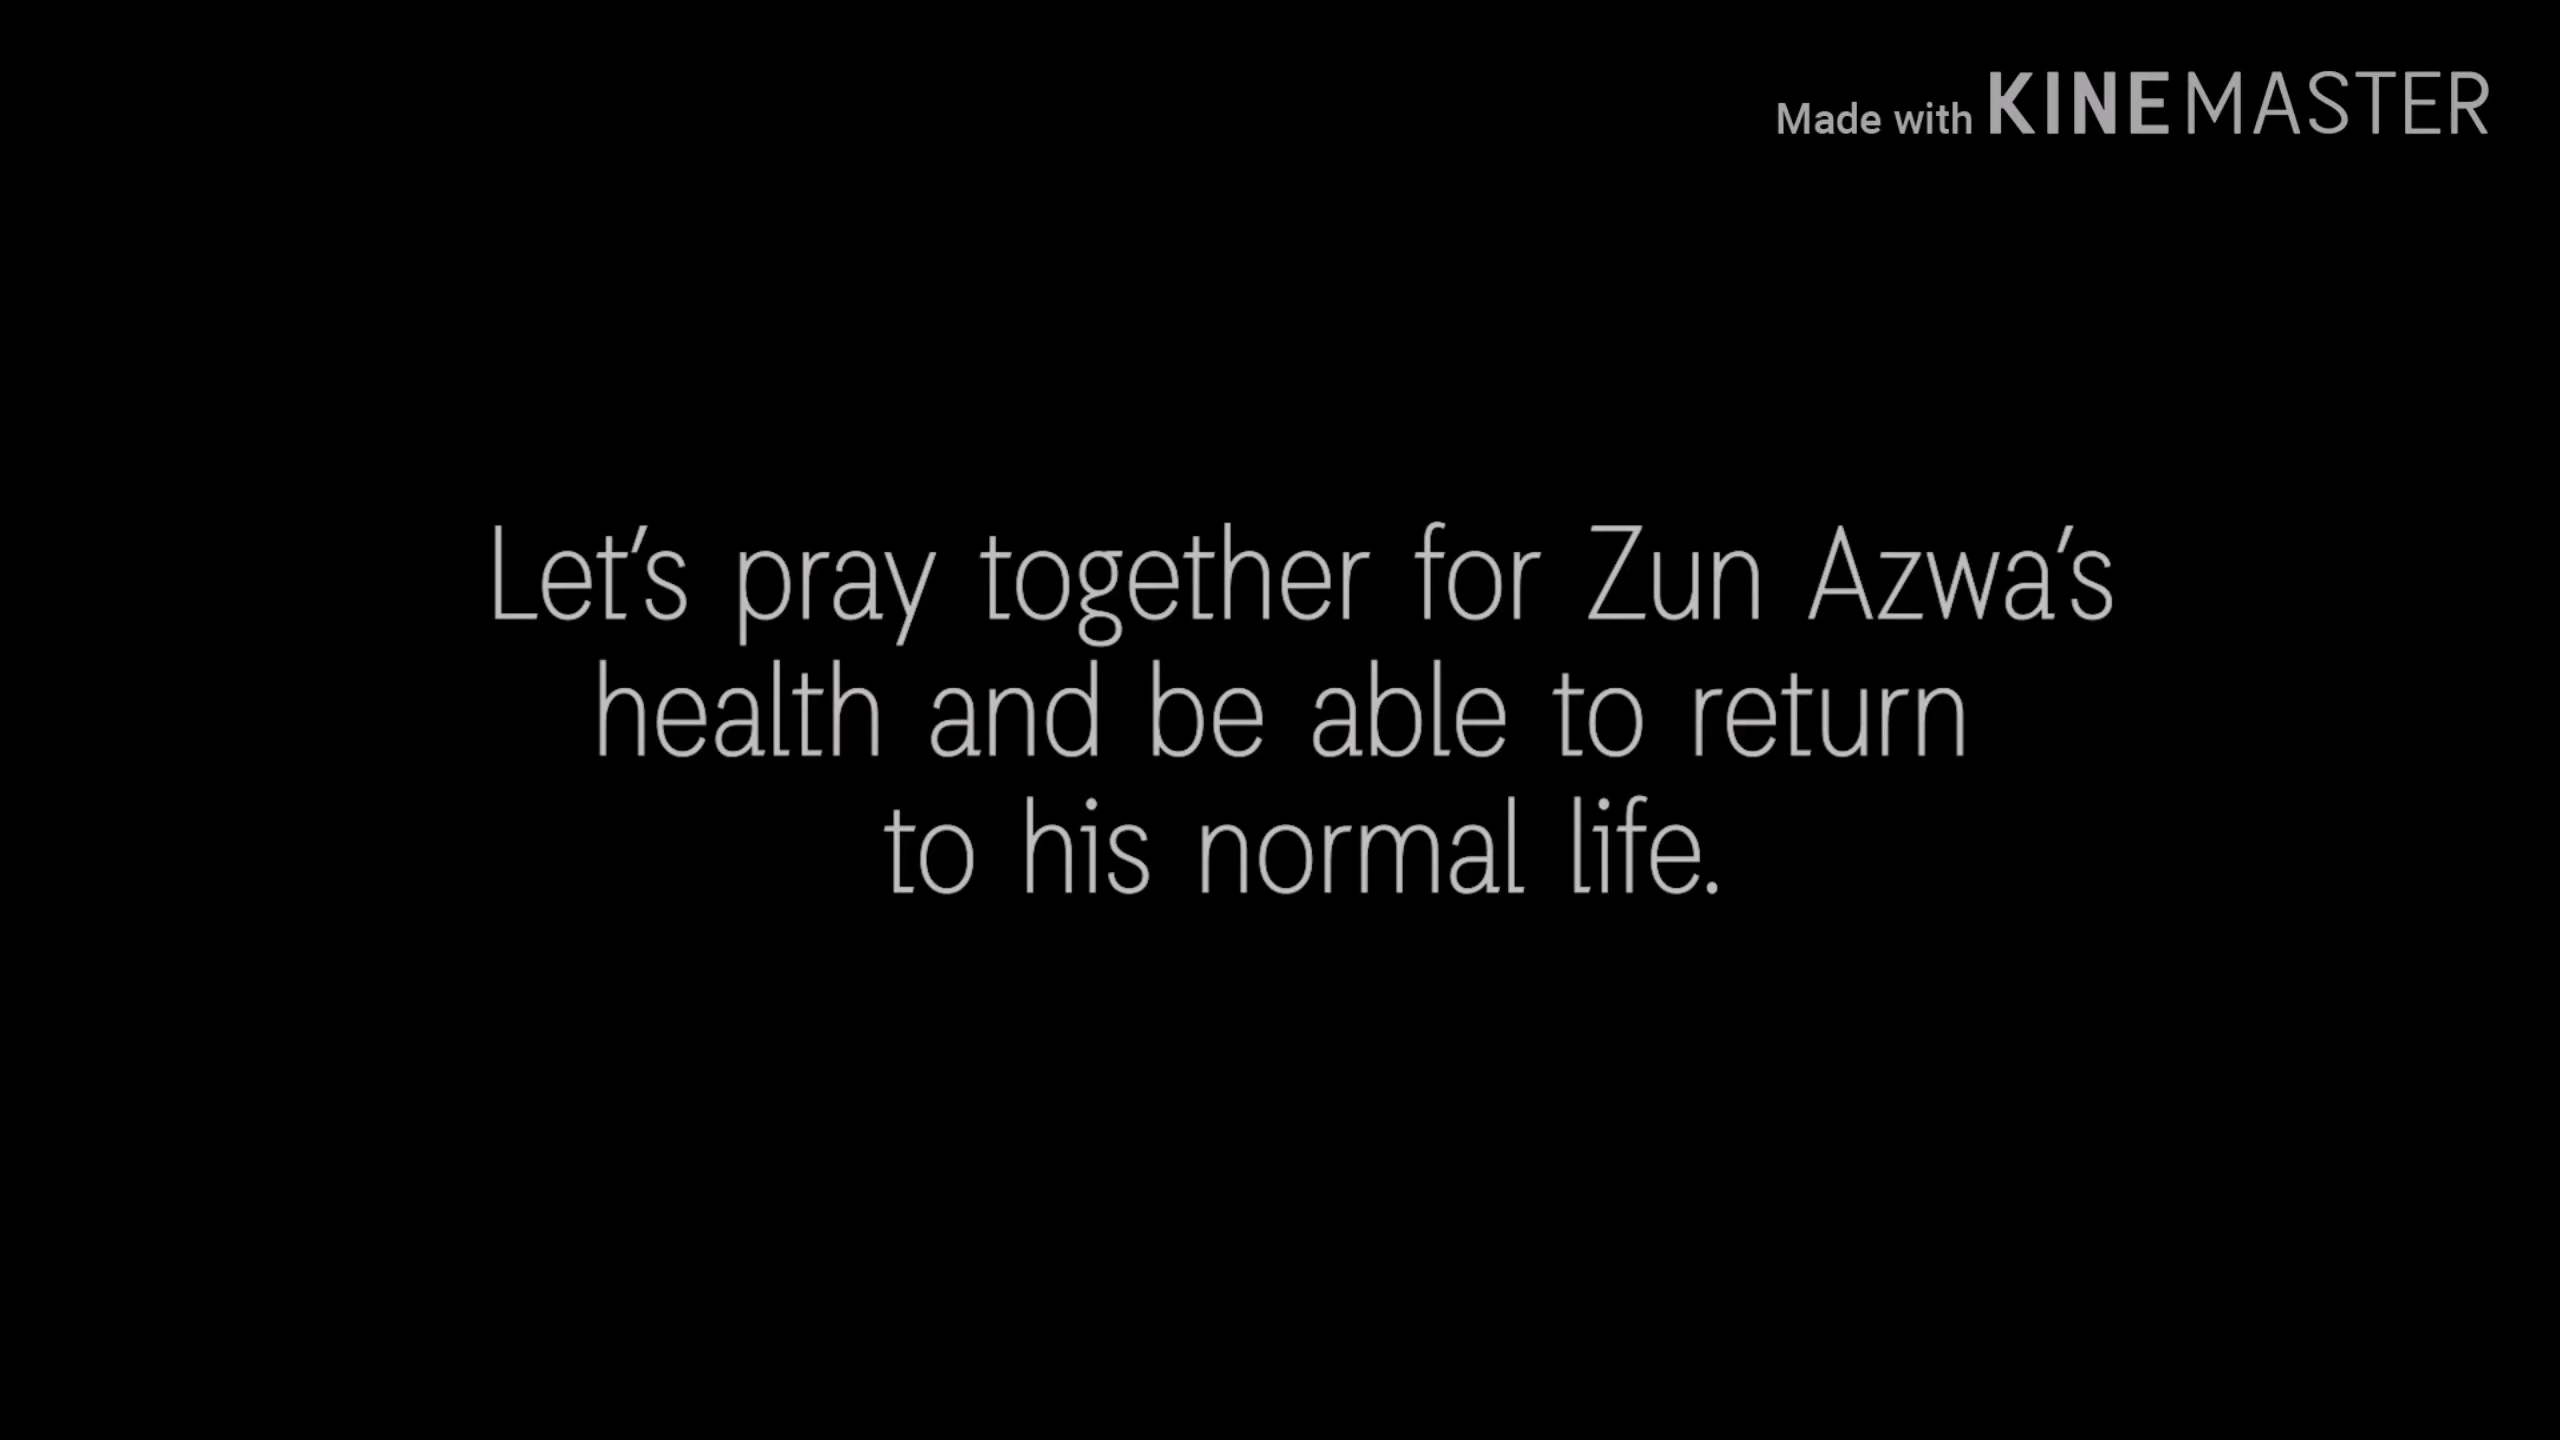 Made with KINEMASTER
Let's pray together for Zun Azwa's
health and be able to return
to his normal life.